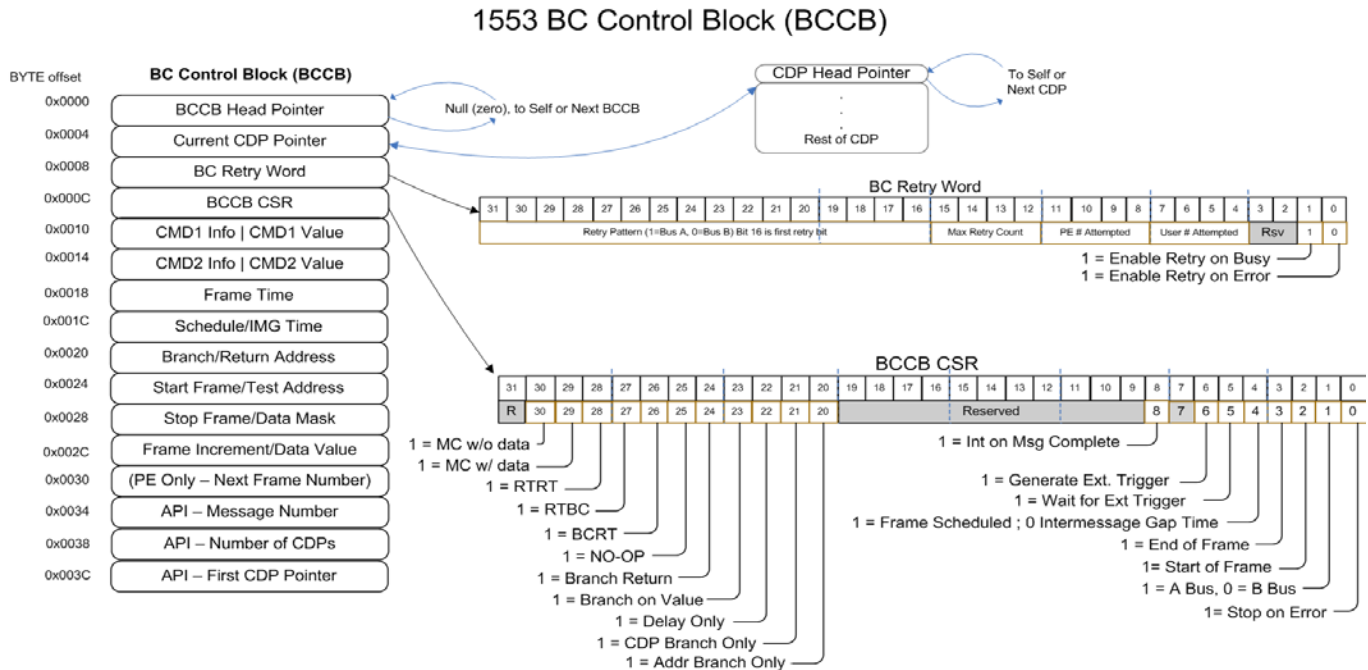 1553 BC Control Block (BCCB)
BYTE offset
BC Control Block (BCCB)
0x0000
BCCB Head Pointer
0x0004
Current CDP Pointer
0x0008
BC Retry Word
0x000C
BCCB CSR
0x0010
CMD1 Info | CMD1 Value
0x0014
CMD2 Info | CMD2 Value
0x0018
Frame Time
0x001C
Schedule/IMG Time
0x0020
Branch/Return Address
0x0024
Start Frame/Test Address
0x0028
Stop Frame/Data Mask
0x002C
Frame Increment/Data Value
0x0030
(PE Only – Next Frame Number)
0x0034
API – Message Number
0x0038
API – Number of CDPs
0x003C
API – First CDP Pointer
Null (zero), to Self or Next BCCB
CDP Head Pointer
.
.
.
Rest of CDP
To Self or
Next CDP
BC Retry Word
31 30 29 28 27 26 25 24 23 22 21 20 19 18 17 16 15 14 13 12 11 10 9 8 7 6 5 4 3 2 1 0
Retry Pattern (1=Bus A, 0=Bus B) Bit 16 is first retry bit Max Retry Count PE # Attempted User # Attempted Rsv 1 0
1 = Enable Retry on Busy
1 = Enable Retry on Error
BCCB CSR
31 30 29 28 27 26 25 24 23 22 21 20 19 18 17 16 15 14 13 12 11 10 9 8 7 6 5 4 3 2 1 0
R 30 29 28 27 26 25 24 23 22 21 20 Reserved 8 7 6 5 4 3 2 1 0
1 = MC w/o data
1 = MC w/ data
1 = RTRT
1 = RTBC
1 = BCRT
1 = NO-OP
1 = Branch Return
1 = Branch on Value
1 = Delay Only
1 = CDP Branch Only
1 = Addr Branch Only
1 = Int on Msg Complete
1 = Generate Ext. Trigger
1 = Wait for Ext Trigger
1 = Frame Scheduled ; 0 Intermessage Gap Time
1 = End of Frame
1= Start of Frame
1 = A Bus, 0 = B Bus
1= Stop on Error